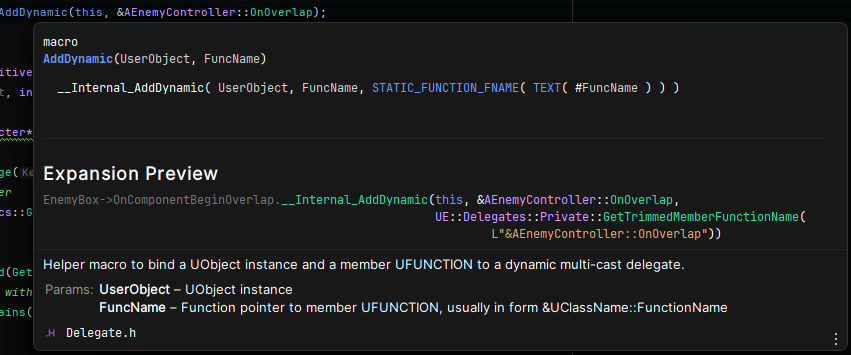 AddDynamic(this, &AEnemyController::OnOverlap);
macro
AddDynamic(UserObject, FuncName)
__Internal_AddDynamic( UserObject, FuncName, STATIC_FUNCTION_FNAME( TEXT( #FuncName ) ) )
Expansion Preview
EnemyBox->OnComponentBeginOverlap.__Internal_AddDynamic(this, &AEnemyController::OnOverlap,
UE::Delegates::Private::GetTrimmedMemberFunctionName(
L"&AEnemyController::OnOverlap"))
Helper macro to bind a UObject instance and a member UFUNCTION to a dynamic multi-cast delegate.
Params: UserObject – UObject instance
FuncName – Function pointer to member UFUNCTION, usually in form &UClassName::FunctionName
.H Delegate.h
itive
t, in
cter*
ge(
er
cs::G
d(Get
with
ains(